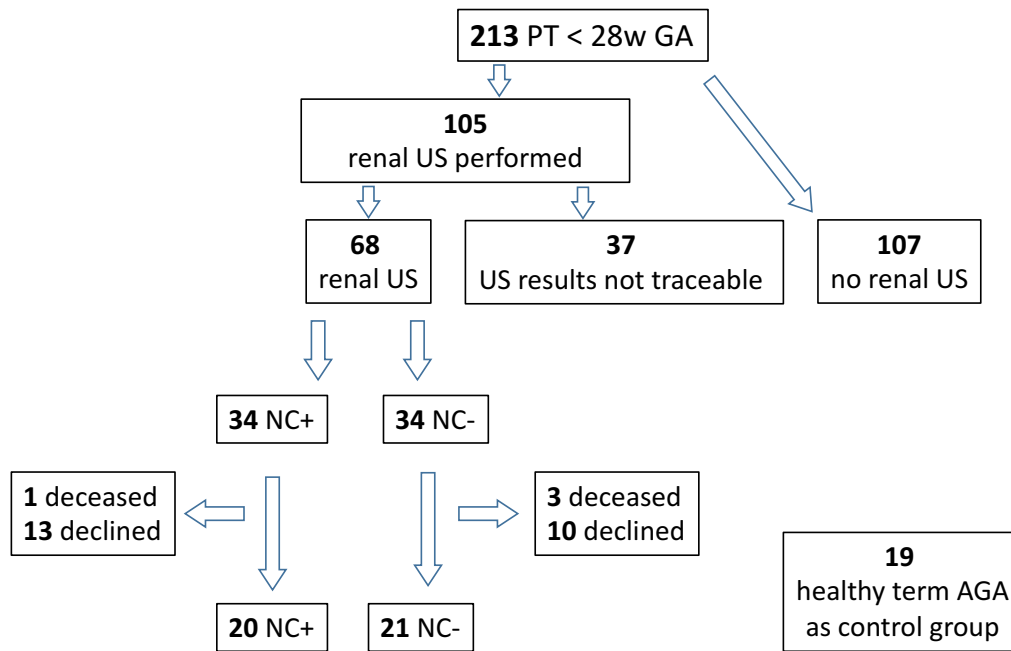 213 PT < 28w GA
105
renal US performed
68
renal US
37
US results not traceable
107
no renal US
34 NC+
34 NC-
1 deceased
13 declined
3 deceased
10 declined
20 NC+
21 NC-
19
healthy term AGA
as control group